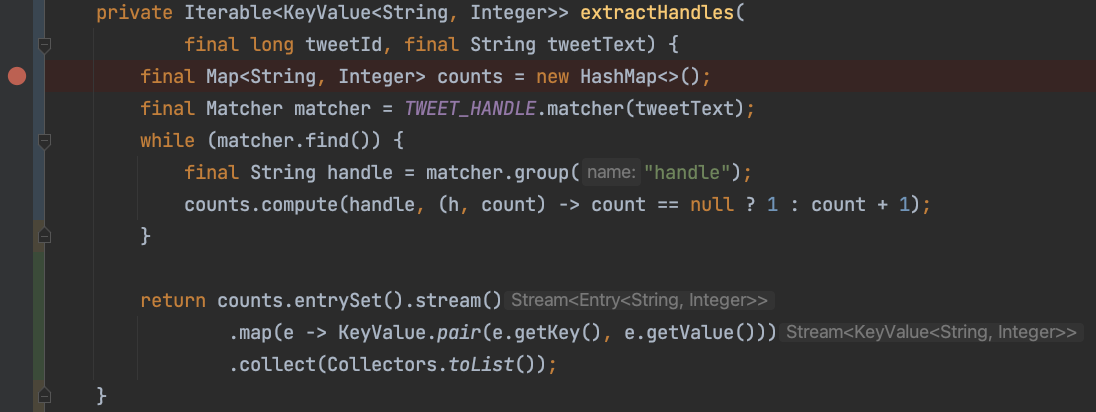 private Iterable<KeyValue<String, Integer>> extractHandles(
final long tweetId, final String tweetText) {
final Map<String, Integer> counts = new HashMap<>();
final Matcher matcher = TWEET_HANDLE.matcher(tweetText);
while (matcher.find()) {
final String handle = matcher.group( name: "handle");
counts.compute(handle, (h, count) -> count == null ? 1 : count + 1);
}
return counts.entrySet().stream() Stream<Entry<String, Integer>>
.map(e -> KeyValue.pair(e.getKey(), e.getValue())) Stream<KeyValue<String, Integer>>
.collect(Collectors.toList());
}